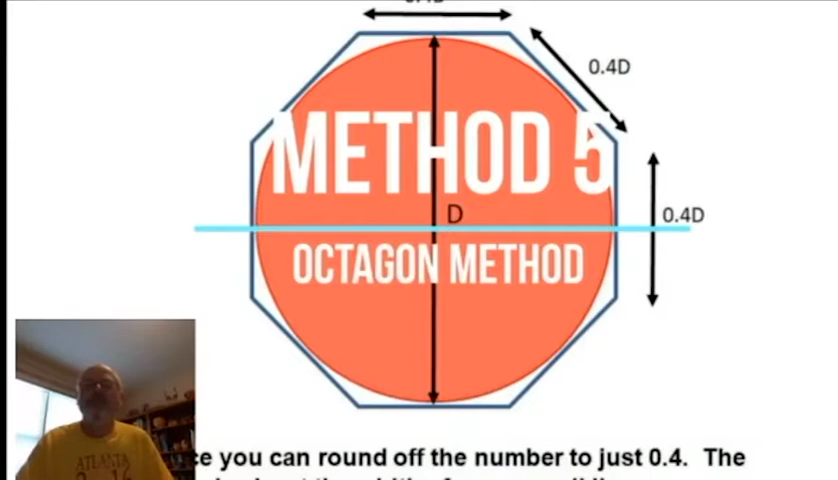 0.4D
METHOD 5
D
0.4D
OCTAGON METHOD
you can round off the number to just 0.4. The
ATLANTA